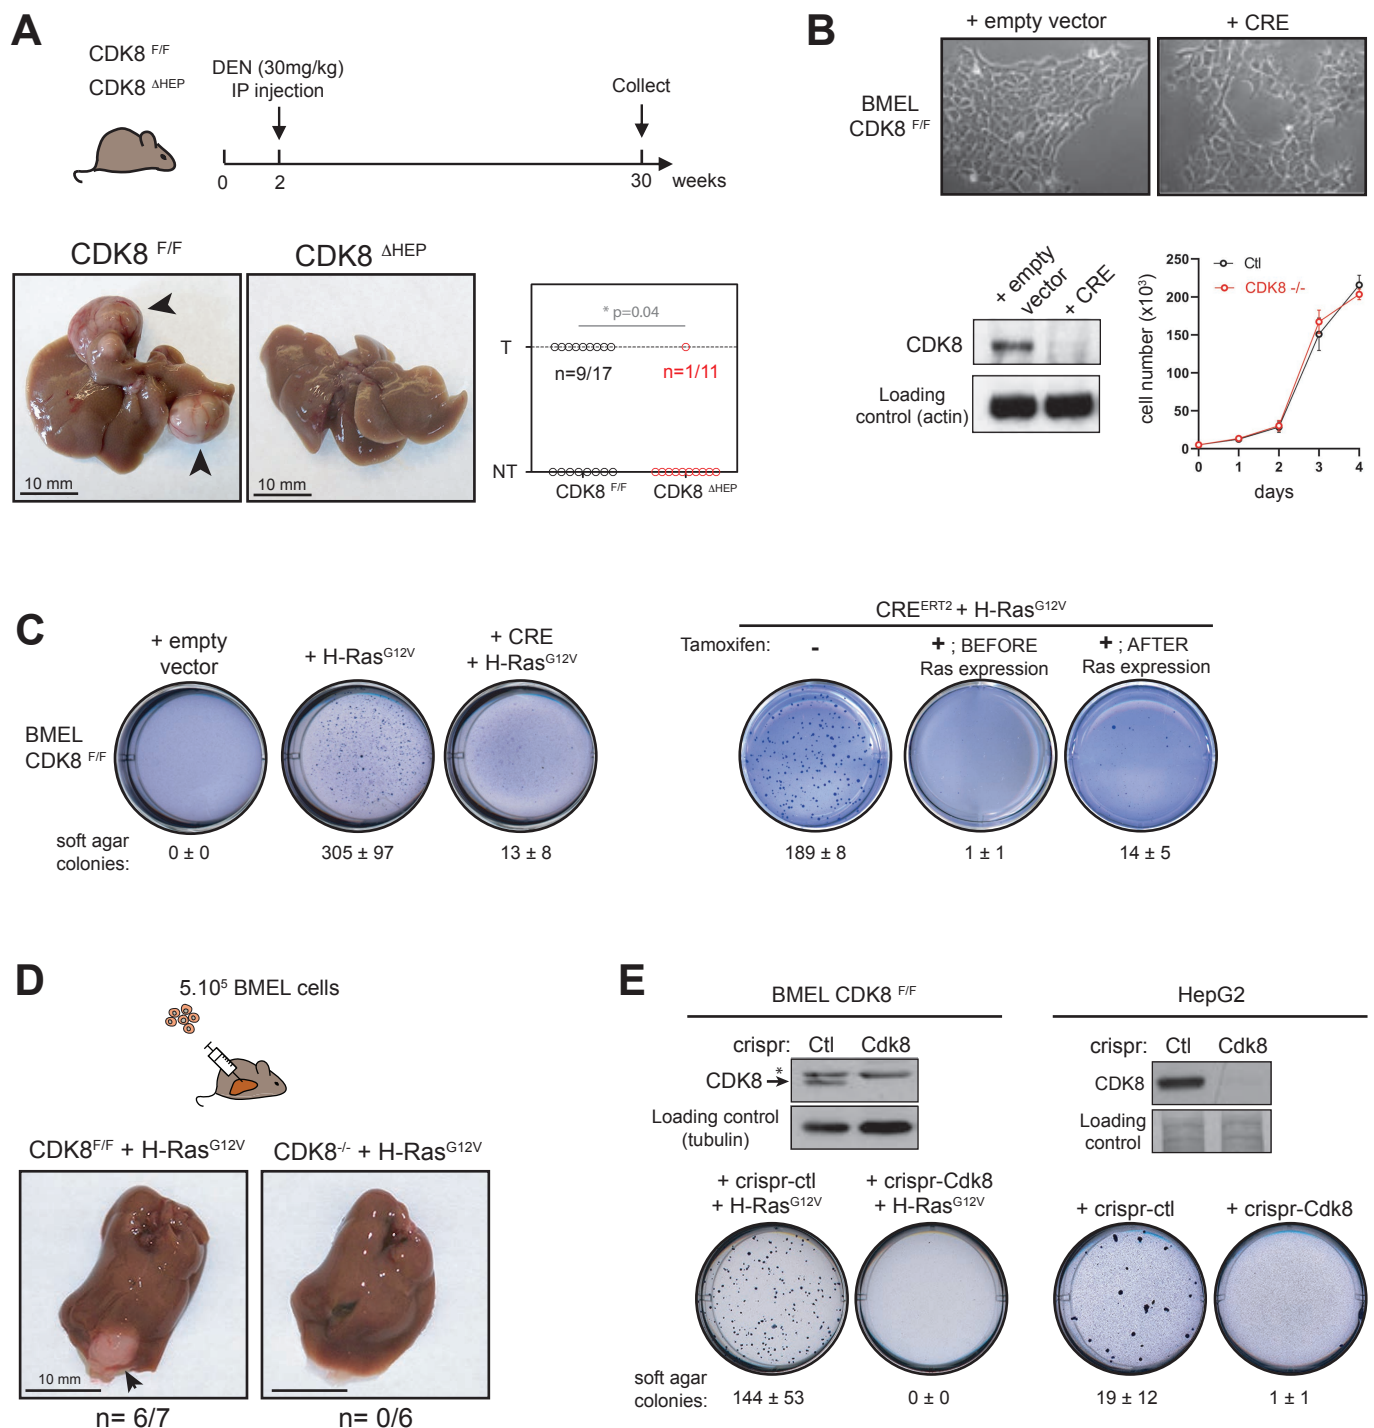 A
CDK8 F/F
CDK8 ΔHEP
DEN (30mg/kg)
IP injection
Collect
0
2
30
weeks
CDK8 F/F
CDK8 ΔHEP
10 mm
10 mm
* p=0.04
T
n=9/17
n=1/11
NT
CDK8 F/F
CDK8 ΔHEP
B
+ empty vector
+ CRE
BMEL
CDK8 F/F
+ empty
vector
+ CRE
CDK8
Loading
control (actin)
cell number (x10³)
250
200
150
100
50
0
Ctl
CDK8 -/-
0 1 2 3 4
days
C
+ empty
vector
+ H-RasG12V
+ CRE
+ H-RasG12V
BMEL
CDK8 F/F
soft agar
colonies:
0 ± 0
305 ± 97
13 ± 8
CREERT2 + H-RasG12V
Tamoxifen:
-
+ ; BEFORE
Ras expression
+ ; AFTER
Ras expression
189 ± 8
1 ± 1
14 ± 5
D
5.10⁵ BMEL cells
CDK8F/F + H-RasG12V
CDK8-/- + H-RasG12V
10 mm
n= 6/7
n= 0/6
E
BMEL CDK8 F/F
crispr: Ctl Cdk8
CDK8
*
Loading control
(tubulin)
+ crispr-ctl
+ H-RasG12V
+ crispr-Cdk8
+ H-RasG12V
soft agar
colonies:
144 ± 53
0 ± 0
HepG2
crispr: Ctl Cdk8
CDK8
Loading
control
+ crispr-ctl
+ crispr-Cdk8
19 ± 12
1 ± 1